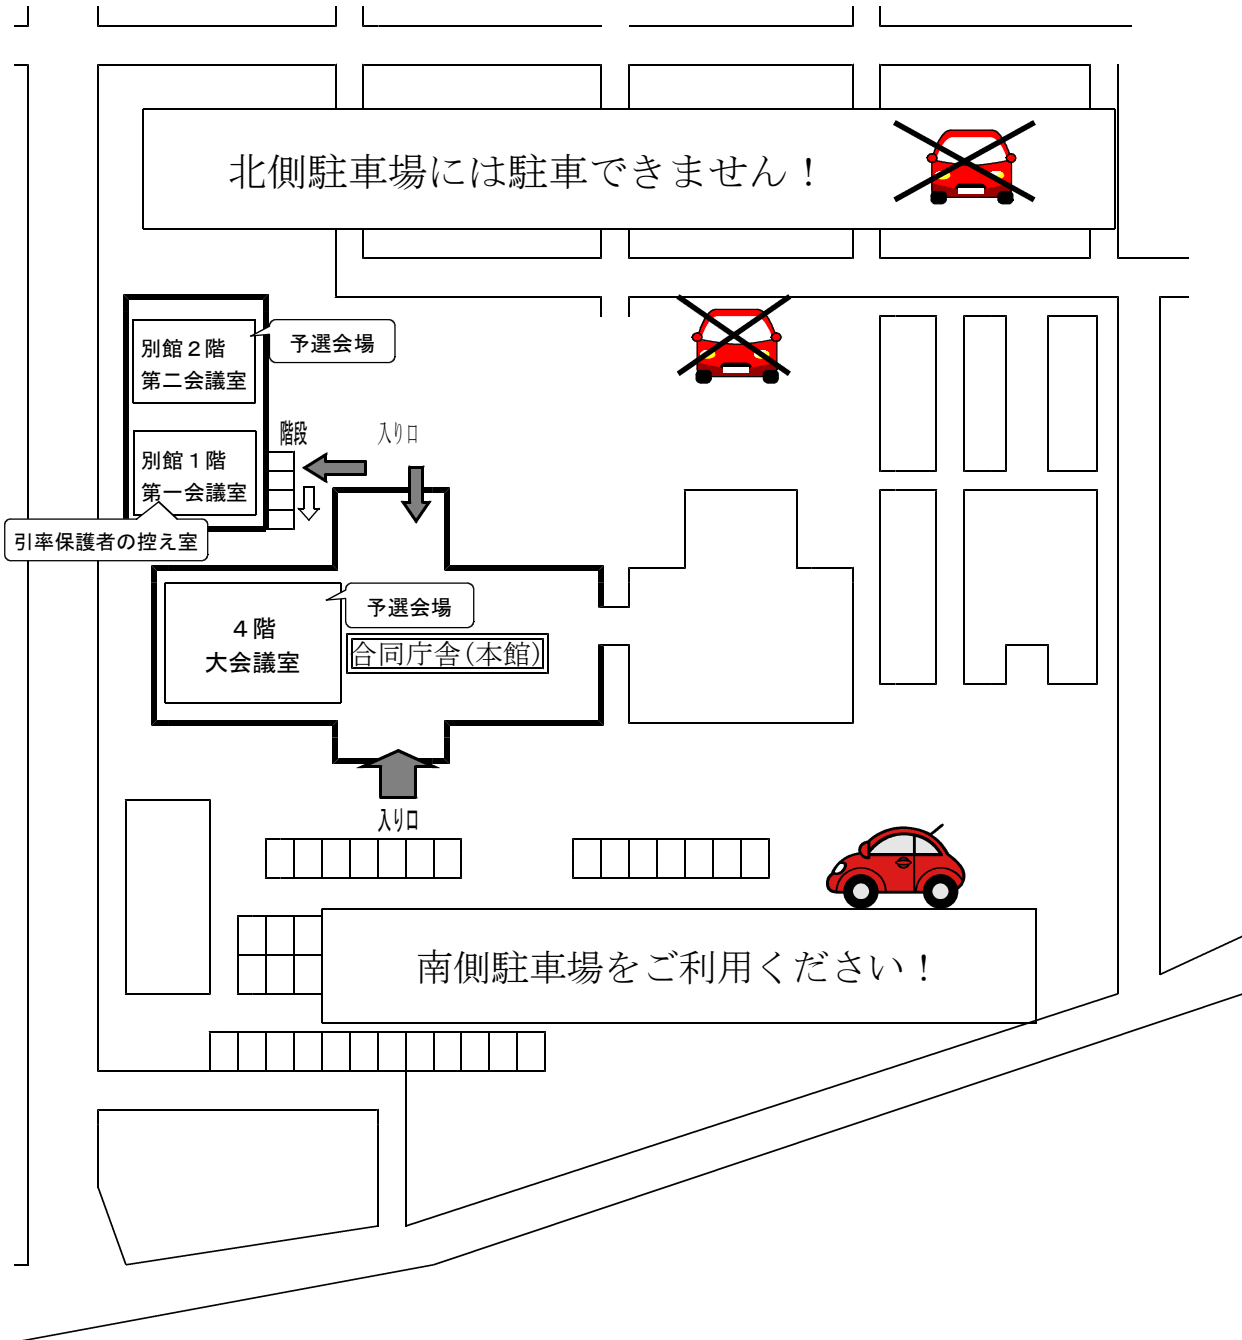 北側駐車場には駐車できません！
別館２階
第二会議室
予選会場
階段
入り口
別館１階
第一会議室
引率保護者の控え室
４階
大会議室
予選会場
合同庁舎(本館)
入り口
南側駐車場をご利用ください！